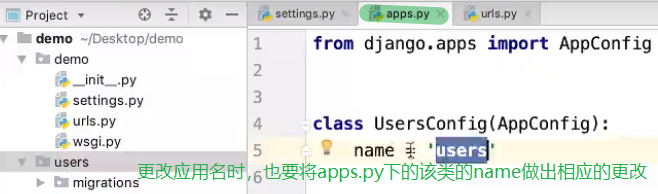 Project
settings.py
apps.py
urls.py
demo ~/Desktop/demo
demo
__init__.py
settings.py
urls.py
wsgi.py
users
migrations
1 from django.apps import AppConfig
2
3
4 class UsersConfig(AppConfig):
5 name = 'users'
6
更改应用名时，也要将apps.py下的该类的name做出相应的更改